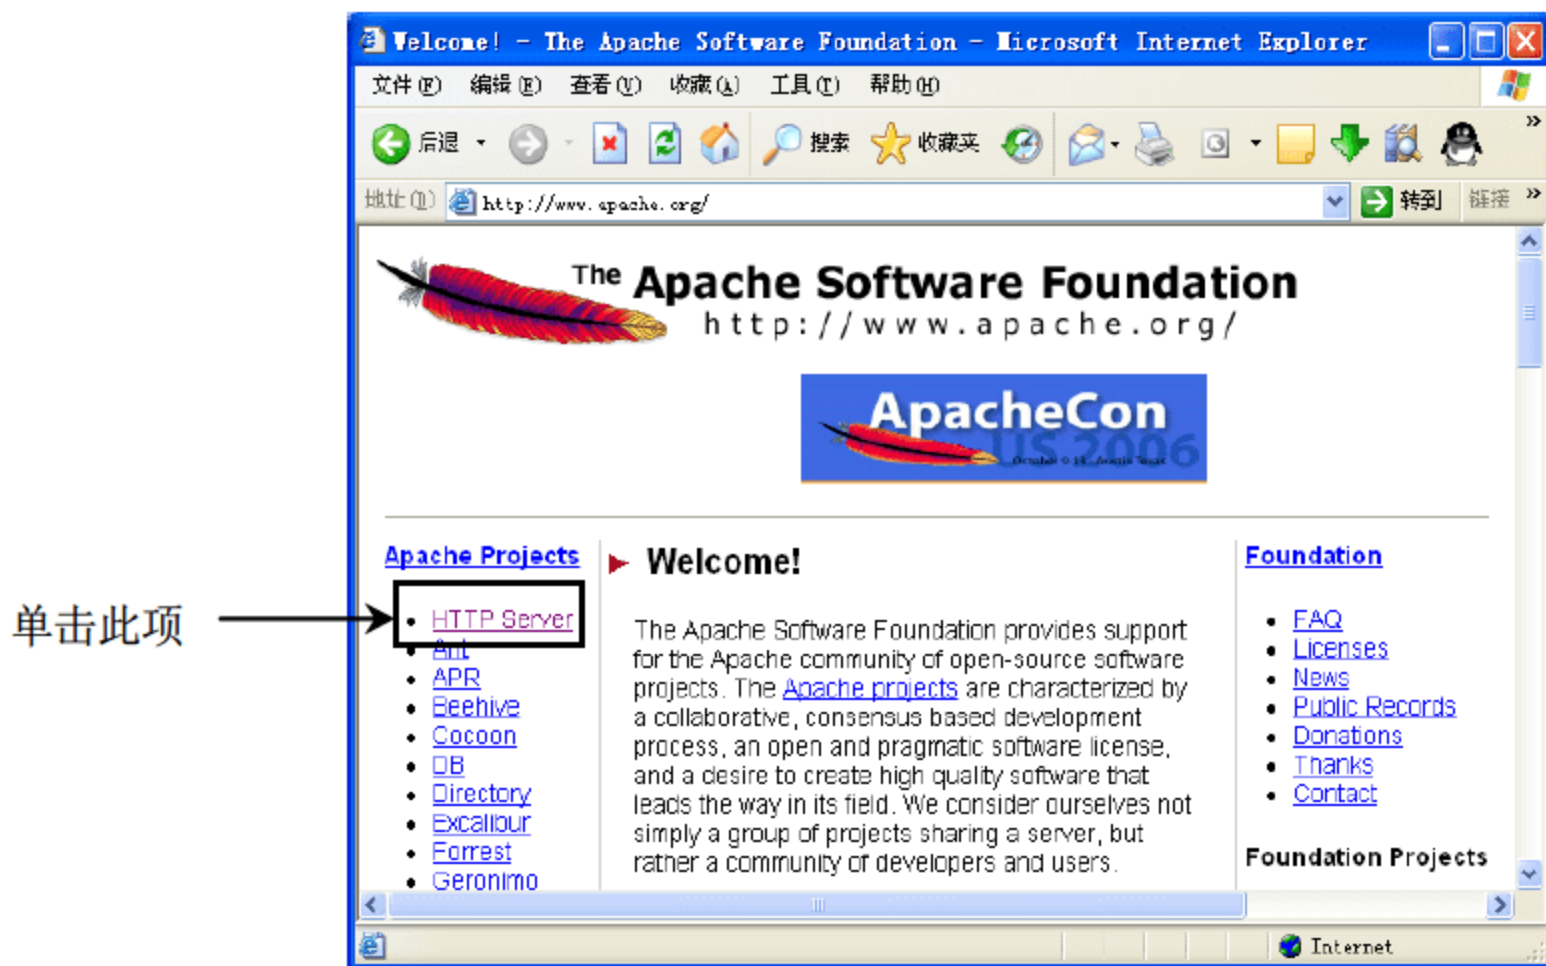 Welcome! - The Apache Software Foundation - Microsoft Internet Explorer
文件(F) 编辑(E) 查看(V) 收藏(A) 工具(T) 帮助(H)
后退 搜索 收藏夹 »
地址(D) http://www.apache.org/ 转到 链接 »
The Apache Software Foundation
http://www.apache.org/
ApacheCon
US 2006
Apache Projects
单击此项
HTTP Server
Ant
APR
Beehive
Cocoon
DB
Directory
Excalibur
Forrest
Geronimo
Welcome!
The Apache Software Foundation provides support
for the Apache community of open-source software
projects. The Apache projects are characterized by
a collaborative, consensus based development
process, an open and pragmatic software license,
and a desire to create high quality software that
leads the way in its field. We consider ourselves not
simply a group of projects sharing a server, but
rather a community of developers and users.
Foundation
FAQ
Licenses
News
Public Records
Donations
Thanks
Contact
Foundation Projects
Internet